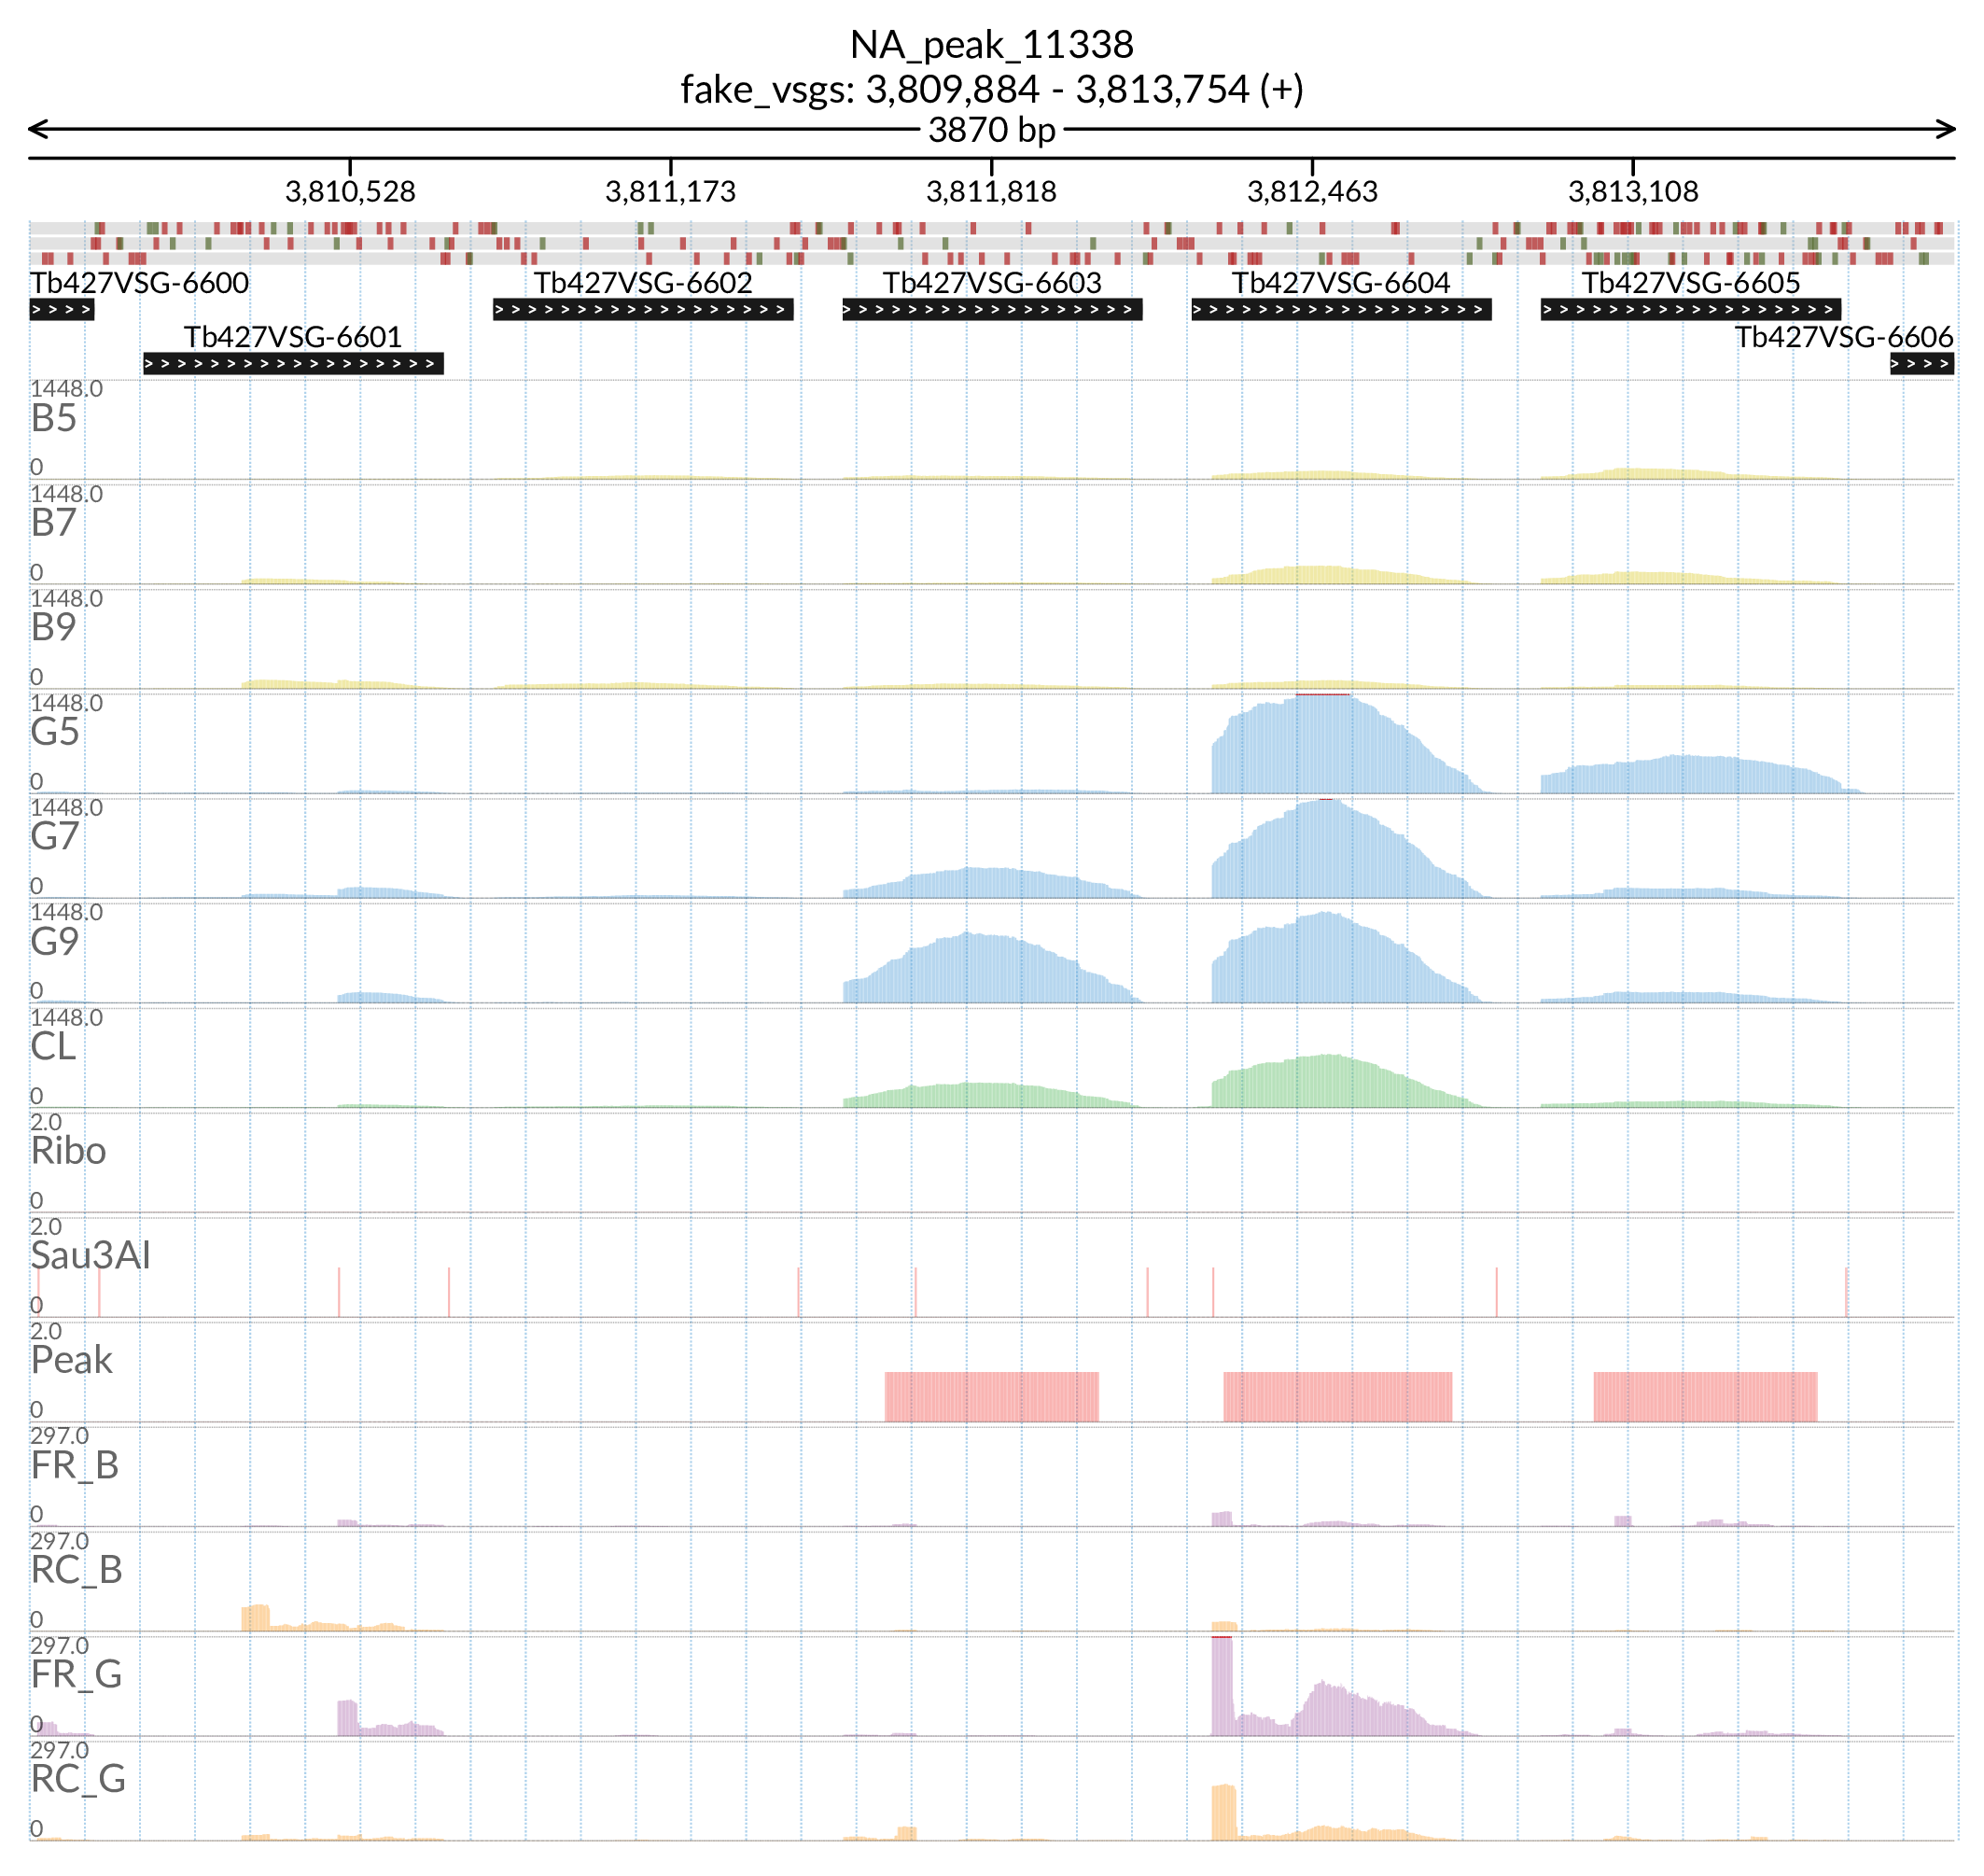 NA_peak_11338
fake_vsgs: 3,809,884 - 3,813,754 (+)
3870 bp
3,810,528 3,811,173 3,811,818 3,812,463 3,813,108
Tb427VSG-6600 Tb427VSG-6602 Tb427VSG-6603 Tb427VSG-6604 Tb427VSG-6605
Tb427VSG-6601 Tb427VSG-6606
1448.0
B5
0
1448.0
B7
0
1448.0
B9
0
1448.0
G5
0
1448.0
G7
0
1448.0
G9
0
1448.0
CL
0
2.0
Ribo
0
2.0
Sau3AI
0
2.0
Peak
0
297.0
FR_B
0
297.0
RC_B
0
297.0
FR_G
0
297.0
RC_G
0